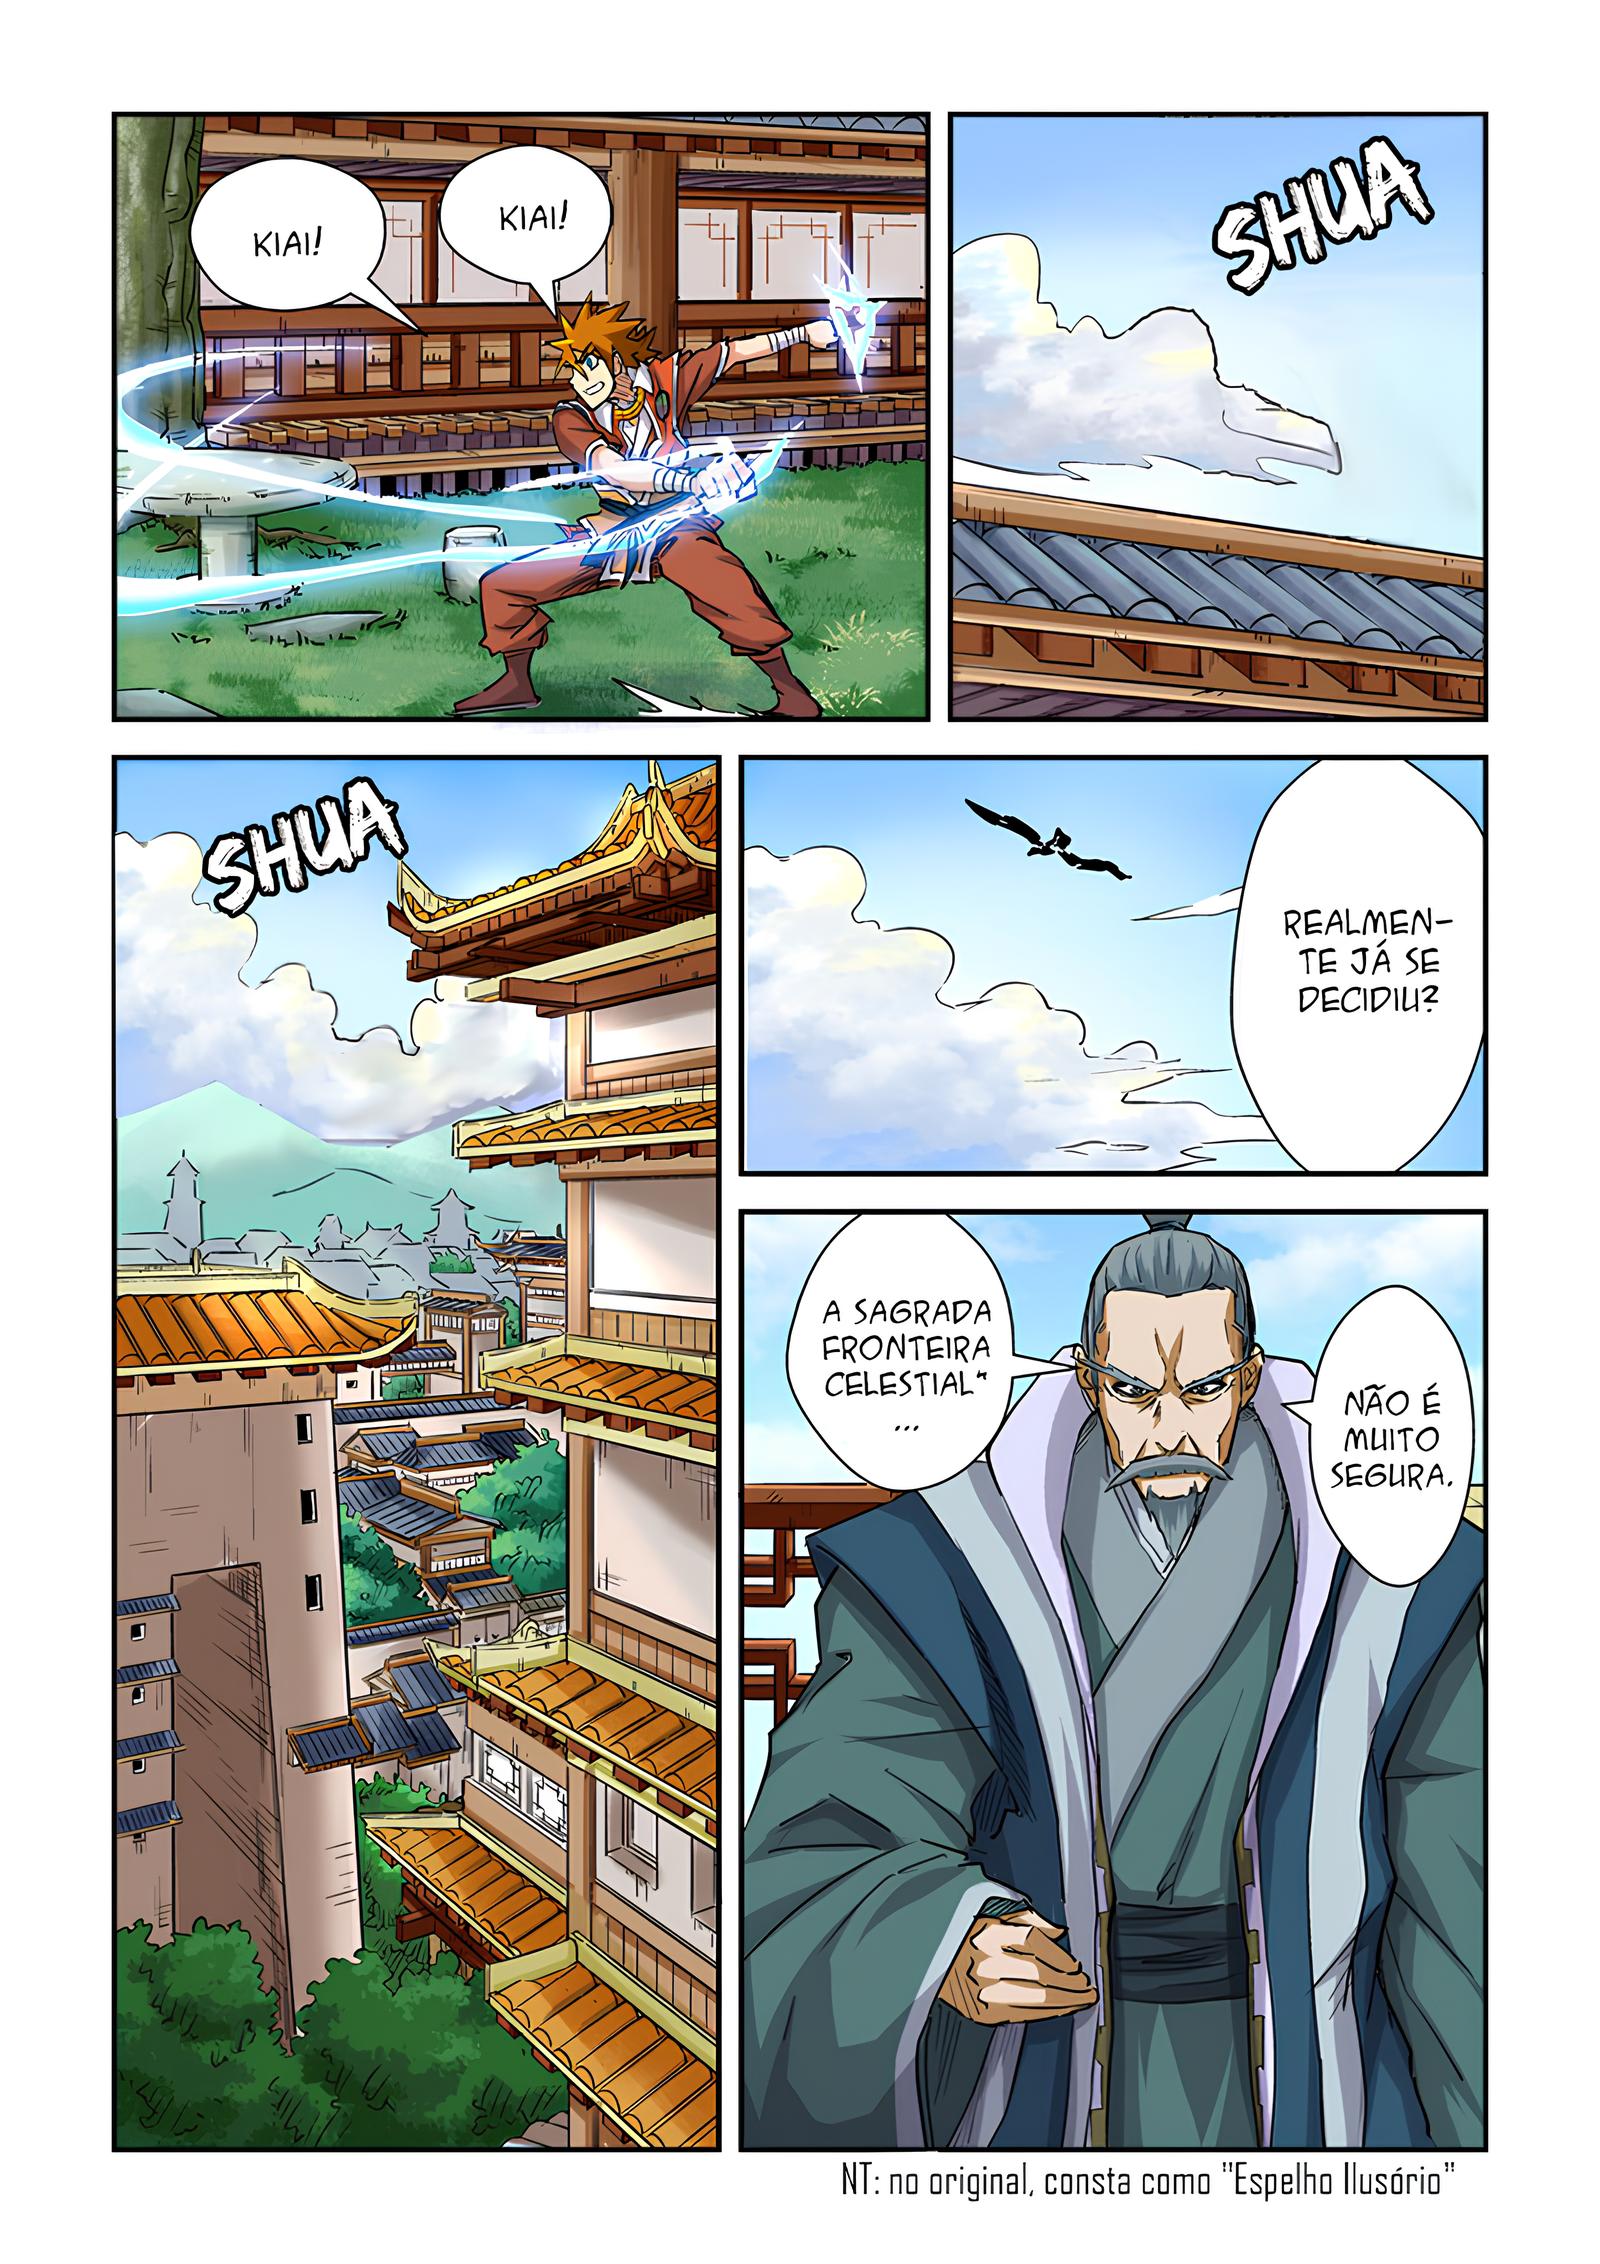 KIAI!
KIAI!
SHUA
SHUA
REALMEN-
TE JÁ SE
DECIDIU?
A SAGRADA
FRONTEIRA
CELESTIAL*
...
NÃO É
MUITO
SEGURA.
NT: no original, consta como "Espelho Ilusório"